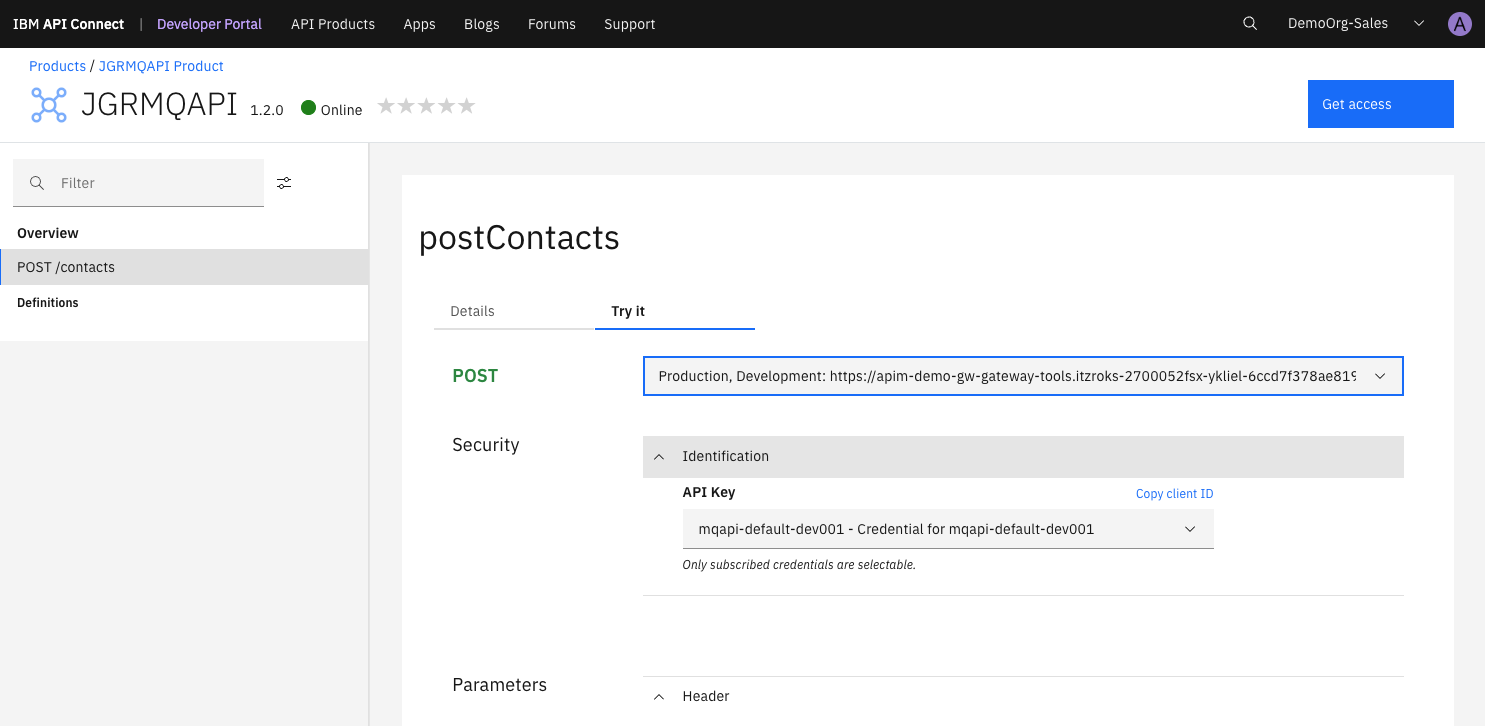 IBM API Connect | Developer Portal API Products Apps Blogs Forums Support DemoOrg-Sales A
Products / JGRMQAPI Product
JGRMQAPI 1.2.0 Online
Get access
Filter
Overview
POST /contacts
Definitions
postContacts
Details Try it
POST Production, Development: https://apim-demo-gw-gateway-tools.itzroks-2700052fsx-ykliel-6ccd7f378ae819
Security Identification
API Key Copy client ID
mqapi-default-dev001 - Credential for mqapi-default-dev001
Only subscribed credentials are selectable.
Parameters Header